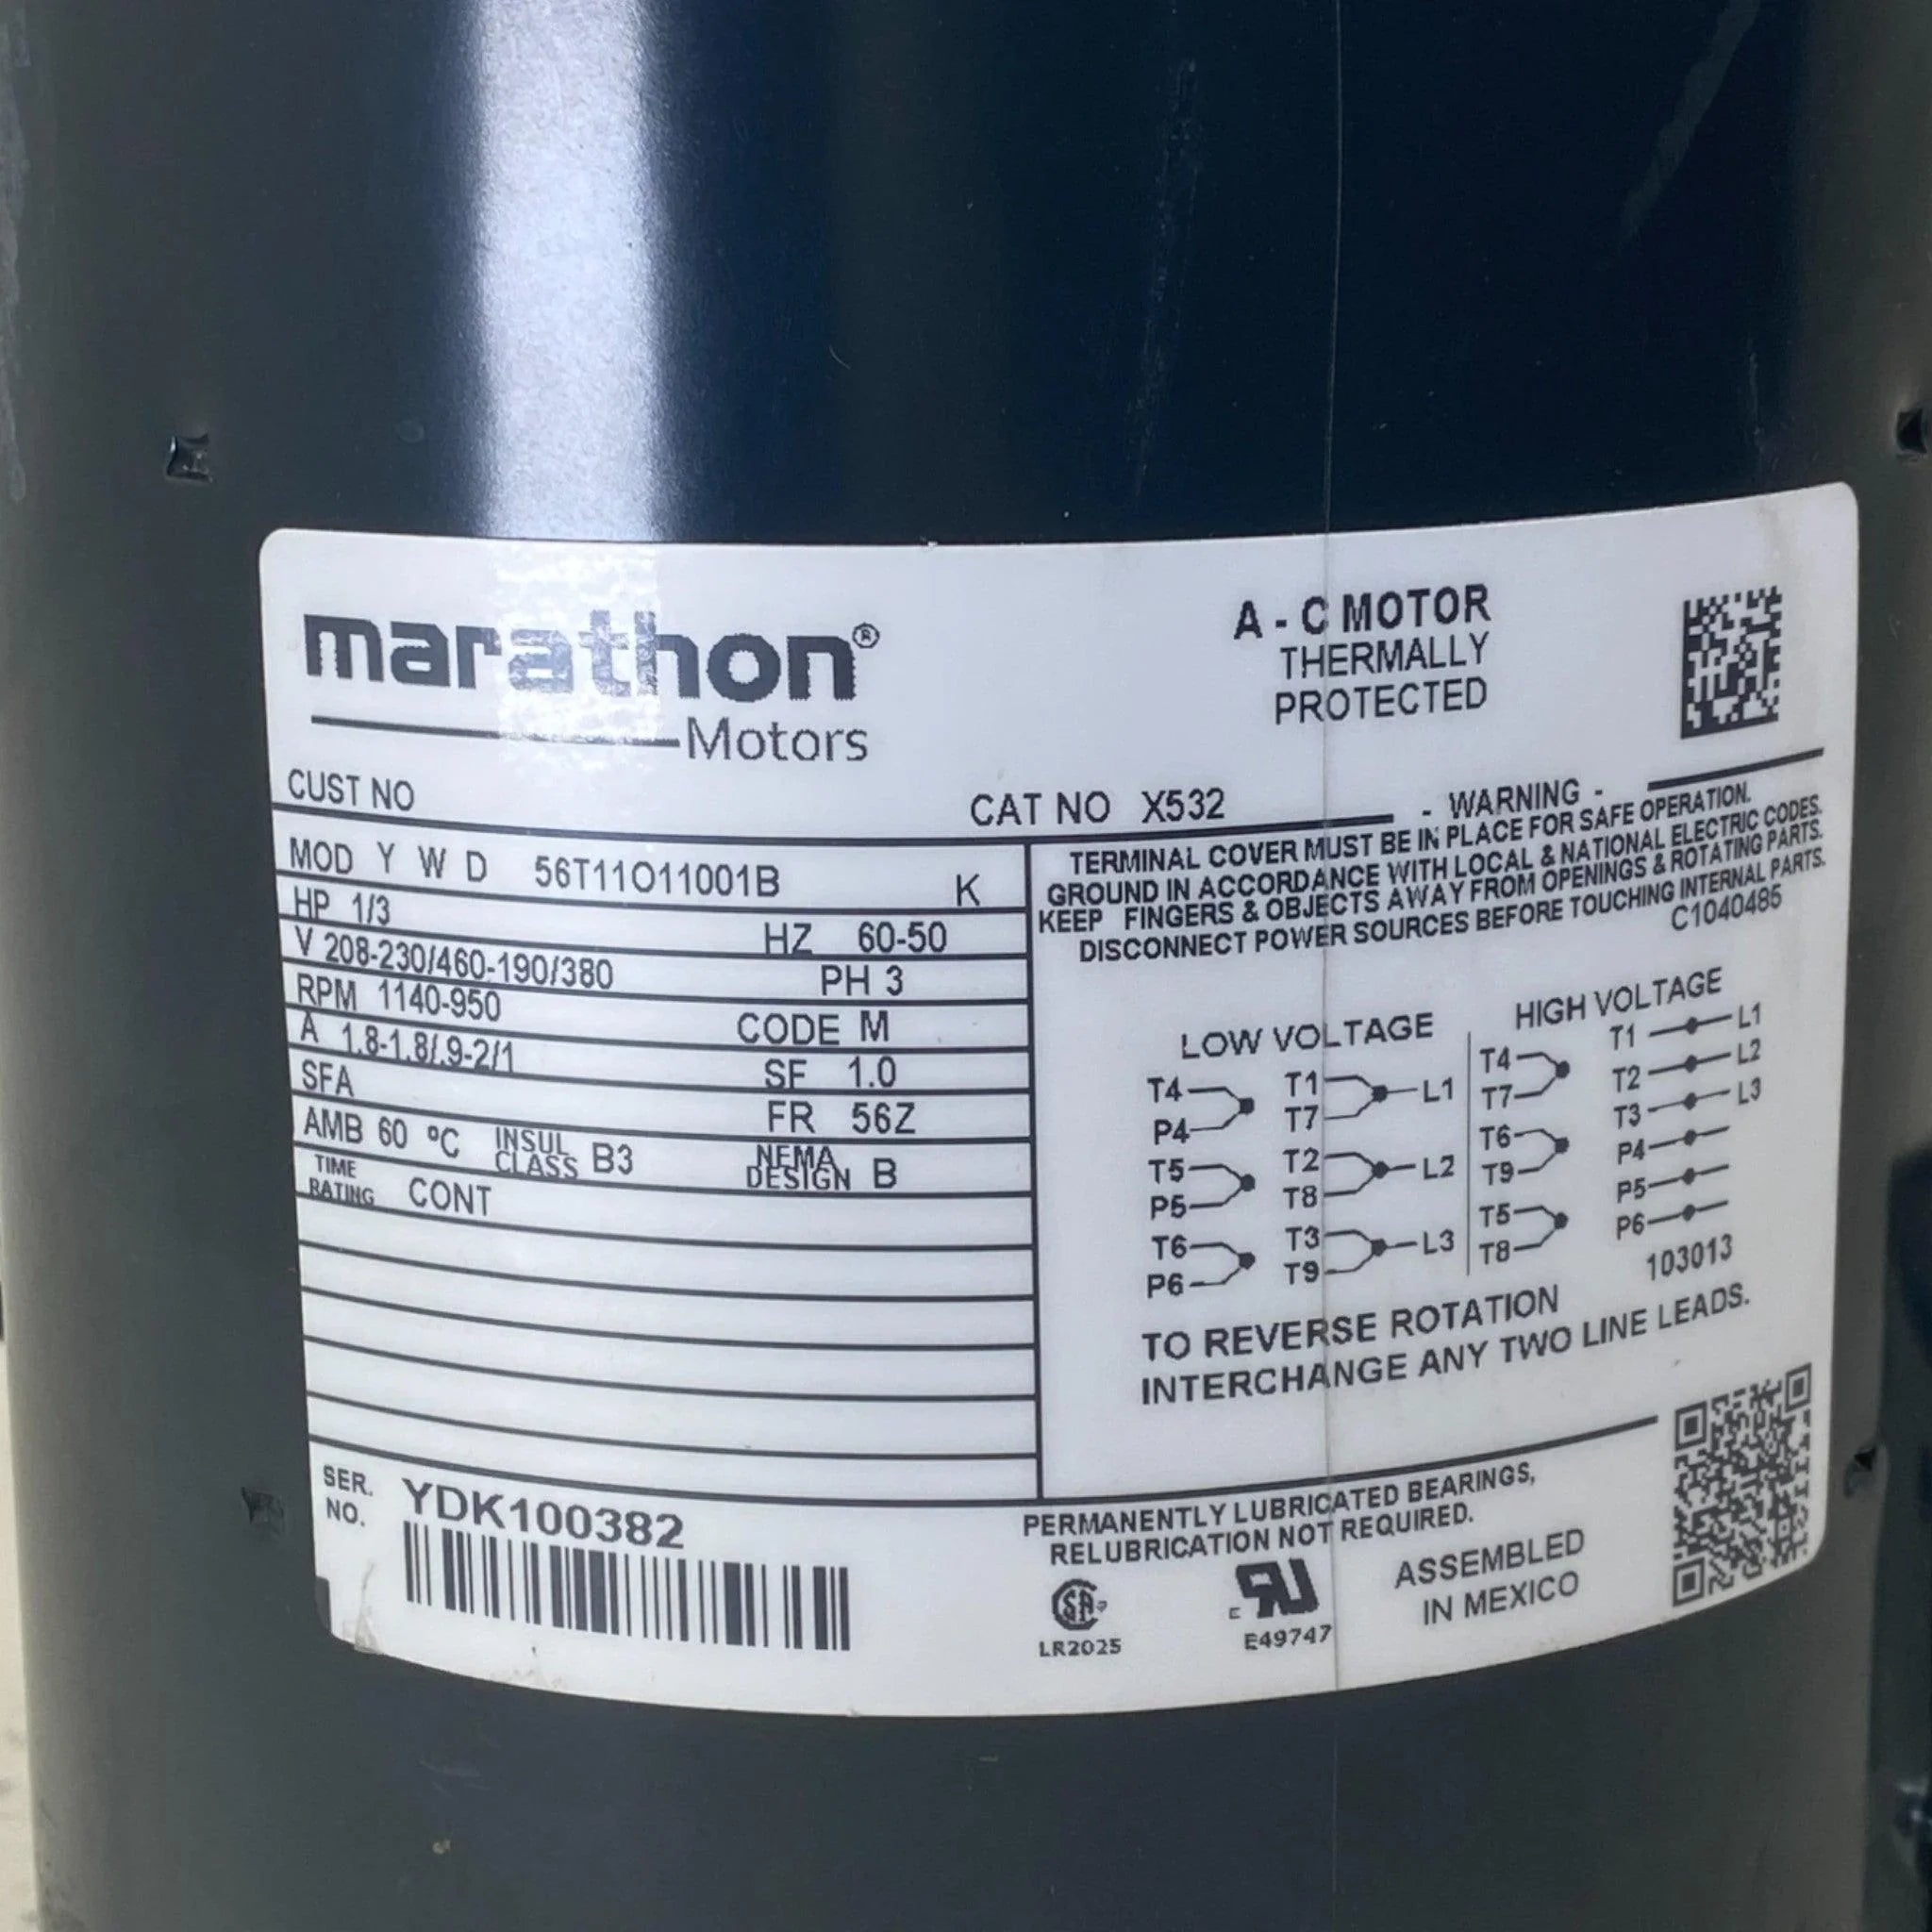 marathon®
Motors
A - C MOTOR
THERMALLY
PROTECTED
CUST NO
CAT NO X532
MOD Y W D 56T11O11001B K
HP 1/3
HZ 60-50
V 208-230/460-190/380
PH 3
RPM 1140-950
CODE M
A 1.8-1.8/.9-2/1
SF 1.0
SFA
FR 56Z
AMB 60 °C INSUL CLASS B3
NEMA DESIGN B
TIME RATING CONT
- WARNING -
TERMINAL COVER MUST BE IN PLACE FOR SAFE OPERATION.
GROUND IN ACCORDANCE WITH LOCAL & NATIONAL ELECTRIC CODES.
KEEP FINGERS & OBJECTS AWAY FROM OPENINGS & ROTATING PARTS.
DISCONNECT POWER SOURCES BEFORE TOUCHING INTERNAL PARTS.
C1040485
LOW VOLTAGE
T4
P4
T5
P5
T6
P6
T1
T7
L1
T2
T8
L2
T3
T9
L3
HIGH VOLTAGE
T4
T7
T6
T9
T5
T8
T1 L1
T2 L2
T3 L3
P4
P5
P6
103013
TO REVERSE ROTATION
INTERCHANGE ANY TWO LINE LEADS.
SER. NO. YDK100382
PERMANENTLY LUBRICATED BEARINGS,
RELUBRICATION NOT REQUIRED.
LR2025
E49747
ASSEMBLED
IN MEXICO